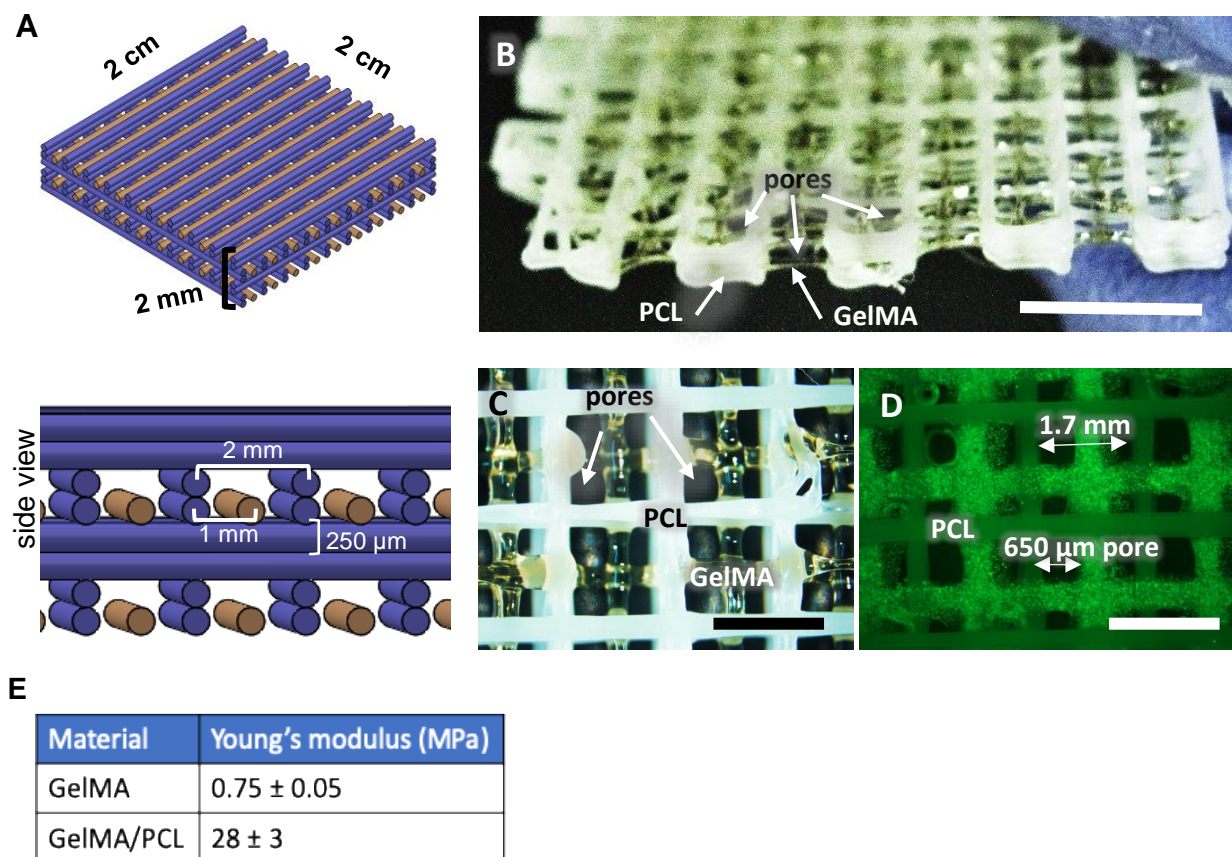 A
2 cm
2 cm
2 mm
B
pores
PCL
GelMA
side view
2 mm
1 mm
250 µm
C
pores
PCL
GelMA
D
1.7 mm
PCL
650 µm pore
E
Material Young's modulus (MPa)
GelMA 0.75 ± 0.05
GelMA/PCL 28 ± 3